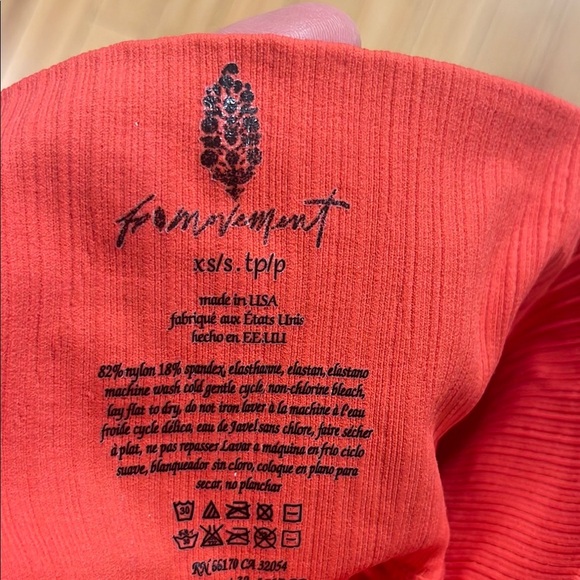 fp movement
xs/s . tp/p
made in USA
fabriqué aux États Unis
hecho en EE.UU
82% nylon 18% spandex, elasthanne, elastan, elastano
machine wash cold gentle cycle, non-chlorine bleach,
lay flat to dry, do not iron laver à la machine à l'eau
froide cycle délica, eau de Javel sans chlore, faire sécher
à plat, ne pas repasses Lavar a máquina en frío ciclo
suave, blanqueador sin cloro, coloque en plano para
secar, no planchar
30
RN 66170 CA 32054